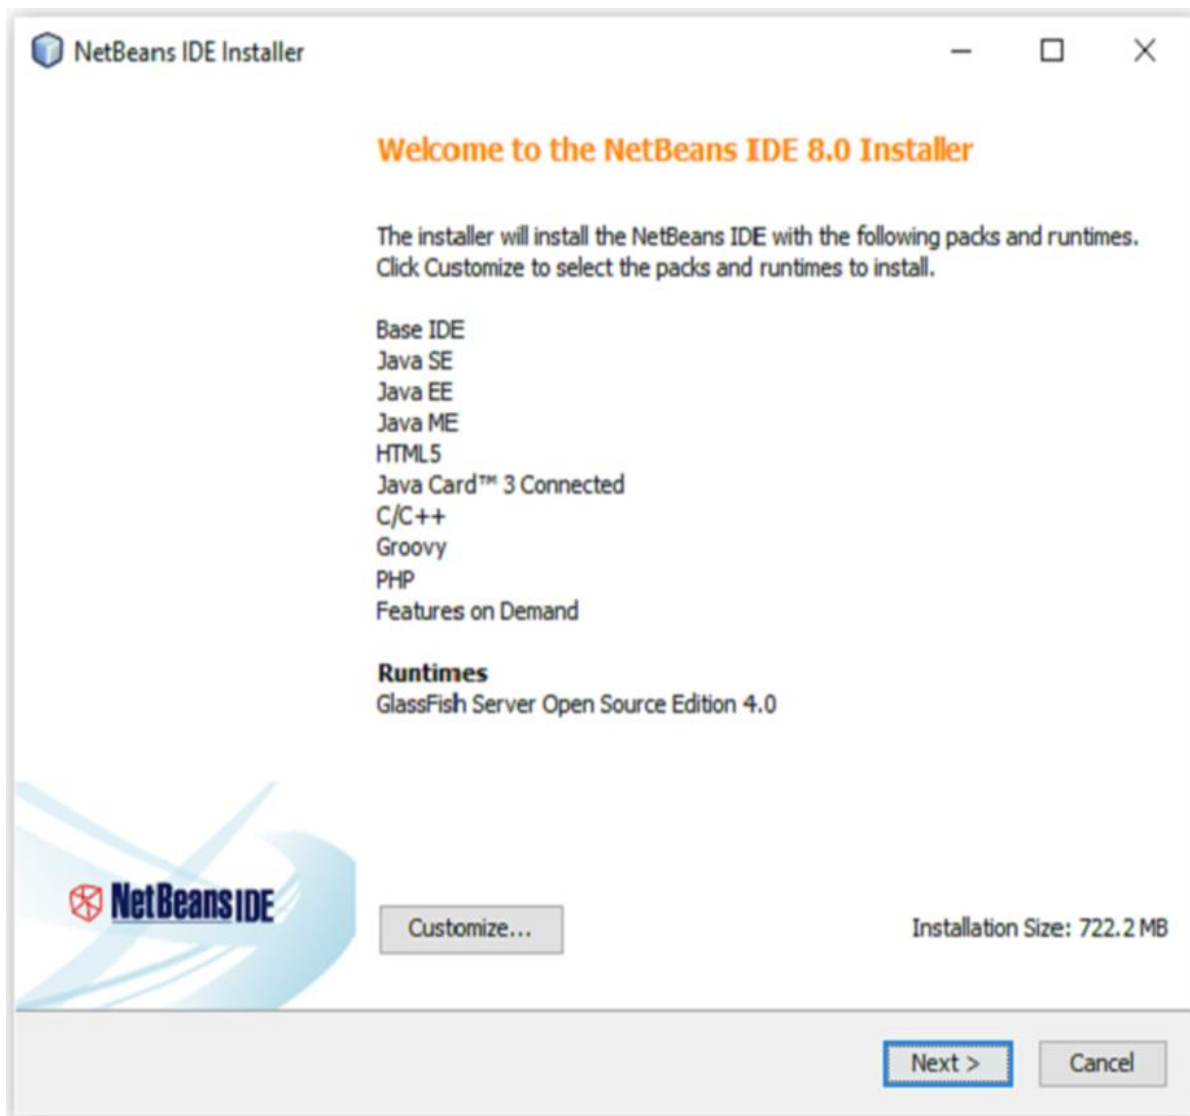 NetBeans IDE Installer
Welcome to the NetBeans IDE 8.0 Installer
The installer will install the NetBeans IDE with the following packs and runtimes.
Click Customize to select the packs and runtimes to install.
Base IDE
Java SE
Java EE
Java ME
HTML5
Java Card™ 3 Connected
C/C++
Groovy
PHP
Features on Demand
Runtimes
GlassFish Server Open Source Edition 4.0
NetBeans IDE
Customize...
Installation Size: 722.2 MB
Next >
Cancel